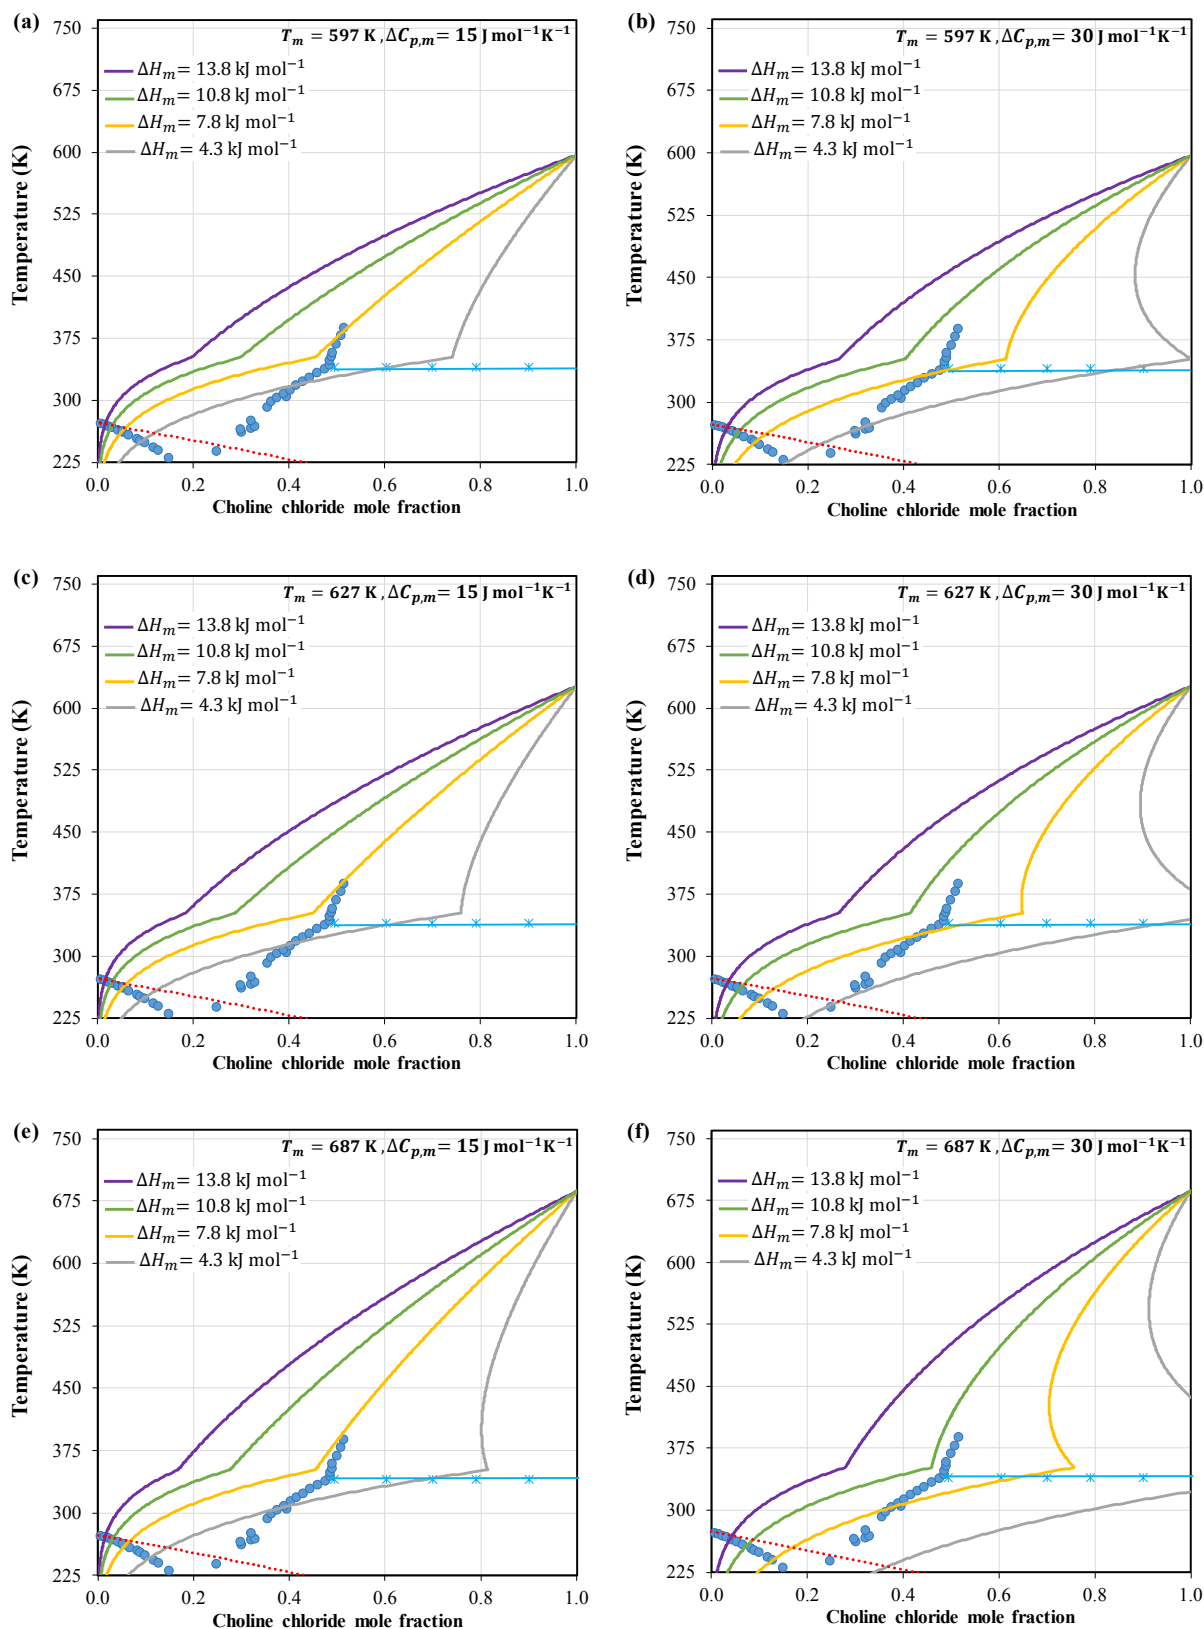 (a)
T_m = 597 K, ΔC_{p,m}= 15 J mol⁻¹K⁻¹
750
675
600
525
450
375
300
225
Temperature (K)
ΔH_m= 13.8 kJ mol⁻¹
ΔH_m= 10.8 kJ mol⁻¹
ΔH_m= 7.8 kJ mol⁻¹
ΔH_m= 4.3 kJ mol⁻¹
0.0 0.2 0.4 0.6 0.8 1.0
Choline chloride mole fraction
(b)
T_m = 597 K, ΔC_{p,m}= 30 J mol⁻¹K⁻¹
750
675
600
525
450
375
300
225
Temperature (K)
ΔH_m= 13.8 kJ mol⁻¹
ΔH_m= 10.8 kJ mol⁻¹
ΔH_m= 7.8 kJ mol⁻¹
ΔH_m= 4.3 kJ mol⁻¹
0.0 0.2 0.4 0.6 0.8 1.0
Choline chloride mole fraction
(c)
T_m = 627 K, ΔC_{p,m}= 15 J mol⁻¹K⁻¹
750
675
600
525
450
375
300
225
Temperature (K)
ΔH_m= 13.8 kJ mol⁻¹
ΔH_m= 10.8 kJ mol⁻¹
ΔH_m= 7.8 kJ mol⁻¹
ΔH_m= 4.3 kJ mol⁻¹
0.0 0.2 0.4 0.6 0.8 1.0
Choline chloride mole fraction
(d)
T_m = 627 K, ΔC_{p,m}= 30 J mol⁻¹K⁻¹
750
675
600
525
450
375
300
225
Temperature (K)
ΔH_m= 13.8 kJ mol⁻¹
ΔH_m= 10.8 kJ mol⁻¹
ΔH_m= 7.8 kJ mol⁻¹
ΔH_m= 4.3 kJ mol⁻¹
0.0 0.2 0.4 0.6 0.8 1.0
Choline chloride mole fraction
(e)
T_m = 687 K, ΔC_{p,m}= 15 J mol⁻¹K⁻¹
750
675
600
525
450
375
300
225
Temperature (K)
ΔH_m= 13.8 kJ mol⁻¹
ΔH_m= 10.8 kJ mol⁻¹
ΔH_m= 7.8 kJ mol⁻¹
ΔH_m= 4.3 kJ mol⁻¹
0.0 0.2 0.4 0.6 0.8 1.0
Choline chloride mole fraction
(f)
T_m = 687 K, ΔC_{p,m}= 30 J mol⁻¹K⁻¹
750
675
600
525
450
375
300
225
Temperature (K)
ΔH_m= 13.8 kJ mol⁻¹
ΔH_m= 10.8 kJ mol⁻¹
ΔH_m= 7.8 kJ mol⁻¹
ΔH_m= 4.3 kJ mol⁻¹
0.0 0.2 0.4 0.6 0.8 1.0
Choline chloride mole fraction